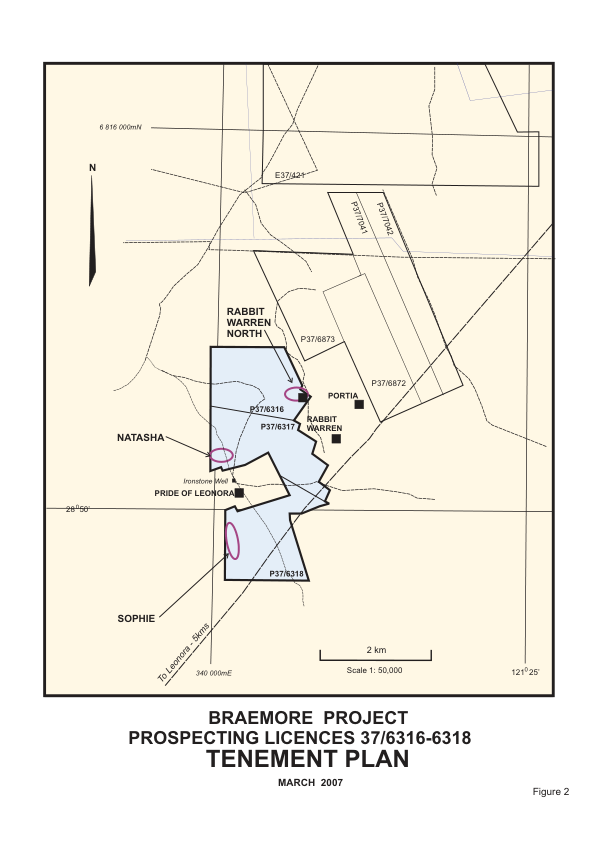 6 816 000mN
N
E37/421
P37/7041
P37/7042
RABBIT
WARREN
NORTH
P37/6873
P37/6872
PORTIA
P37/6316
RABBIT
WARREN
P37/6317
NATASHA
Ironstone Well
PRIDE OF LEONORA
28°50'
P37/6318
SOPHIE
To Leonora - 5kms
2 km
340 000mE
Scale 1: 50,000
121°25'
BRAEMORE PROJECT
PROSPECTING LICENCES 37/6316-6318
TENEMENT PLAN
MARCH 2007
Figure 2